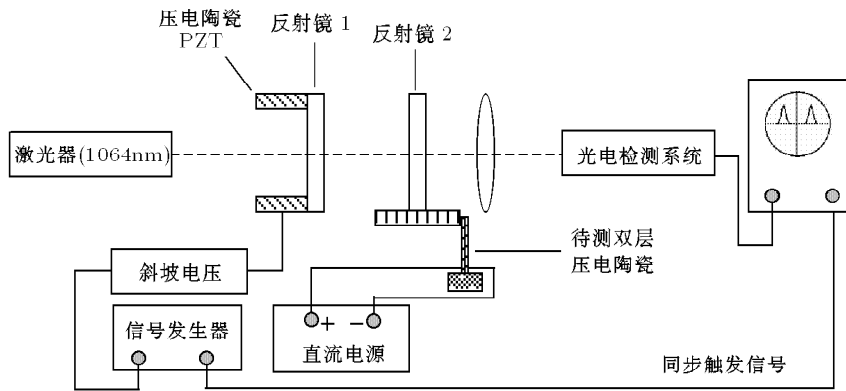 压电陶瓷
PZT
反射镜 1
反射镜 2
激光器(1064nm)
光电检测系统
待测双层
压电陶瓷
斜坡电压
信号发生器
+ −
直流电源
同步触发信号